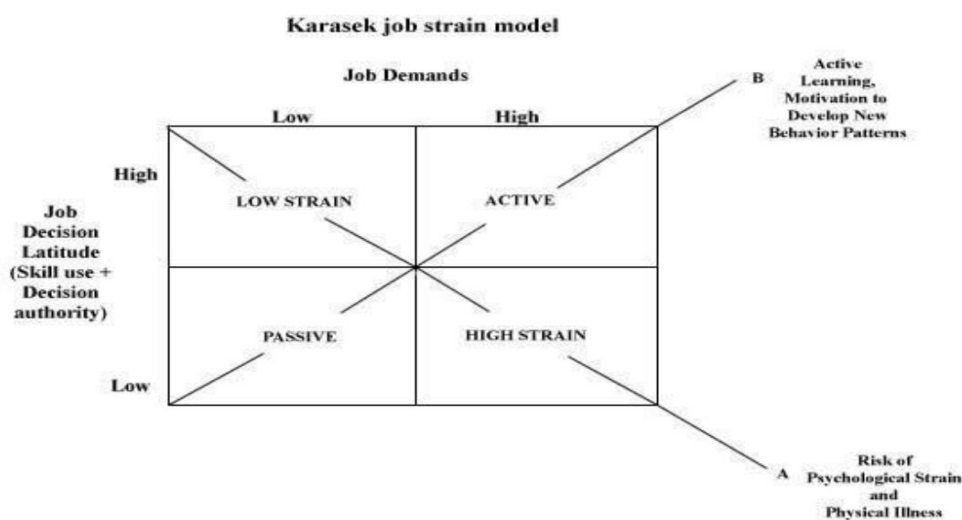 Karasek job strain model
Job Demands
Low
High
B
Active
Learning,
Motivation to
Develop New
Behavior Patterns
High
LOW STRAIN
ACTIVE
Job
Decision
Latitude
(Skill use +
Decision
authority)
PASSIVE
HIGH STRAIN
Low
A
Risk of
Psychological Strain
and
Physical Illness